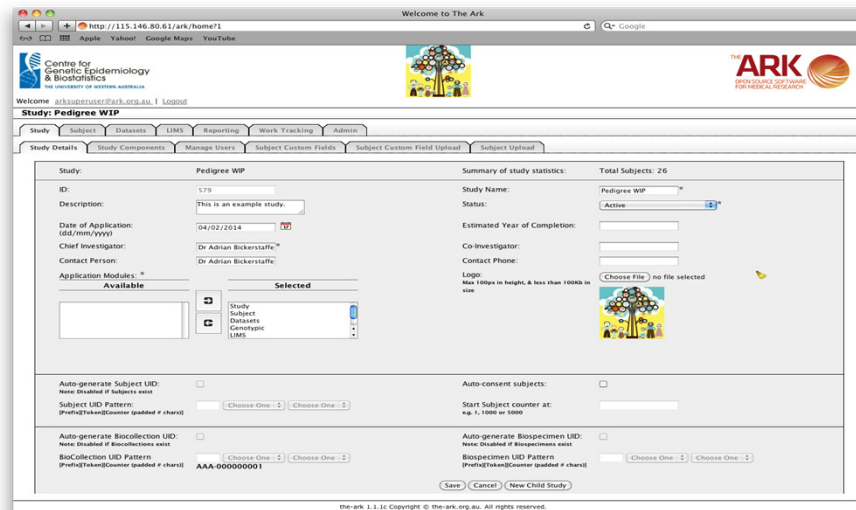 Welcome to The Ark
http://115.146.80.61/ark/home?1
Google
Apple Yahoo! Google Maps YouTube
Centre for
Genetic Epidemiology
& Biostatistics
THE UNIVERSITY OF WESTERN AUSTRALIA
THE ARK
OPEN SOURCE SOFTWARE
FOR MEDICAL RESEARCH
Welcome arksuperuser@ark.org.au | Logout
Study: Pedigree WIP
Study Subject Datasets LIMS Reporting Work Tracking Admin
Study Details Study Components Manage Users Subject Custom Fields Subject Custom Field Upload Subject Upload
Study: Pedigree WIP Summary of study statistics: Total Subjects: 26
ID: 579 Study Name: Pedigree WIP *
Description: This is an example study. Status: Active *
Date of Application: 04/02/2014 Estimated Year of Completion:
(dd/mm/yyyy)
Chief Investigator: Dr Adrian Bickerstaffe * Co-Investigator:
Contact Person: Dr Adrian Bickerstaffe Contact Phone:
Application Modules: * Logo: Choose File no file selected
Available Selected Max 100px in height, & less than 100Kb in
size
Study
Subject
Datasets
Genotypic
LIMS
Auto-generate Subject UID: Auto-consent subjects:
Note: Disabled if Subjects exist
Subject UID Pattern: Choose One Choose One Start Subject counter at:
[Prefix][Token][Counter (padded # chars)] e.g. 1, 1000 or 5000
Auto-generate Biocollection UID: Auto-generate Biospecimen UID:
Note: Disabled if Biocollections exist Note: Disabled if Biospecimens exist
BioCollection UID Pattern Choose One Choose One Biospecimen UID Pattern Choose One Choose One
[Prefix][Token][Counter (padded # chars)] AAA-000000001 [Prefix][Token][Counter (padded # chars)]
Save Cancel New Child Study
the-ark 1.1.1c Copyright © the-ark.org.au. All rights reserved.